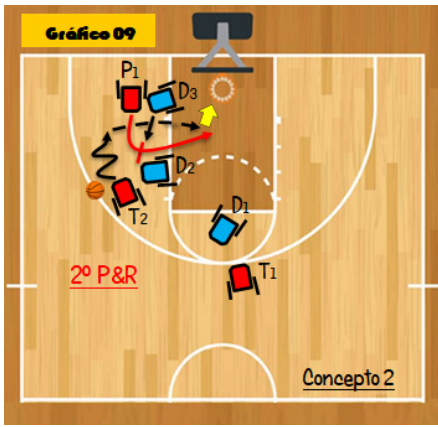 Gráfico 09
P1
D3
D2
T2
D1
T1
2º P&R
Concepto 2